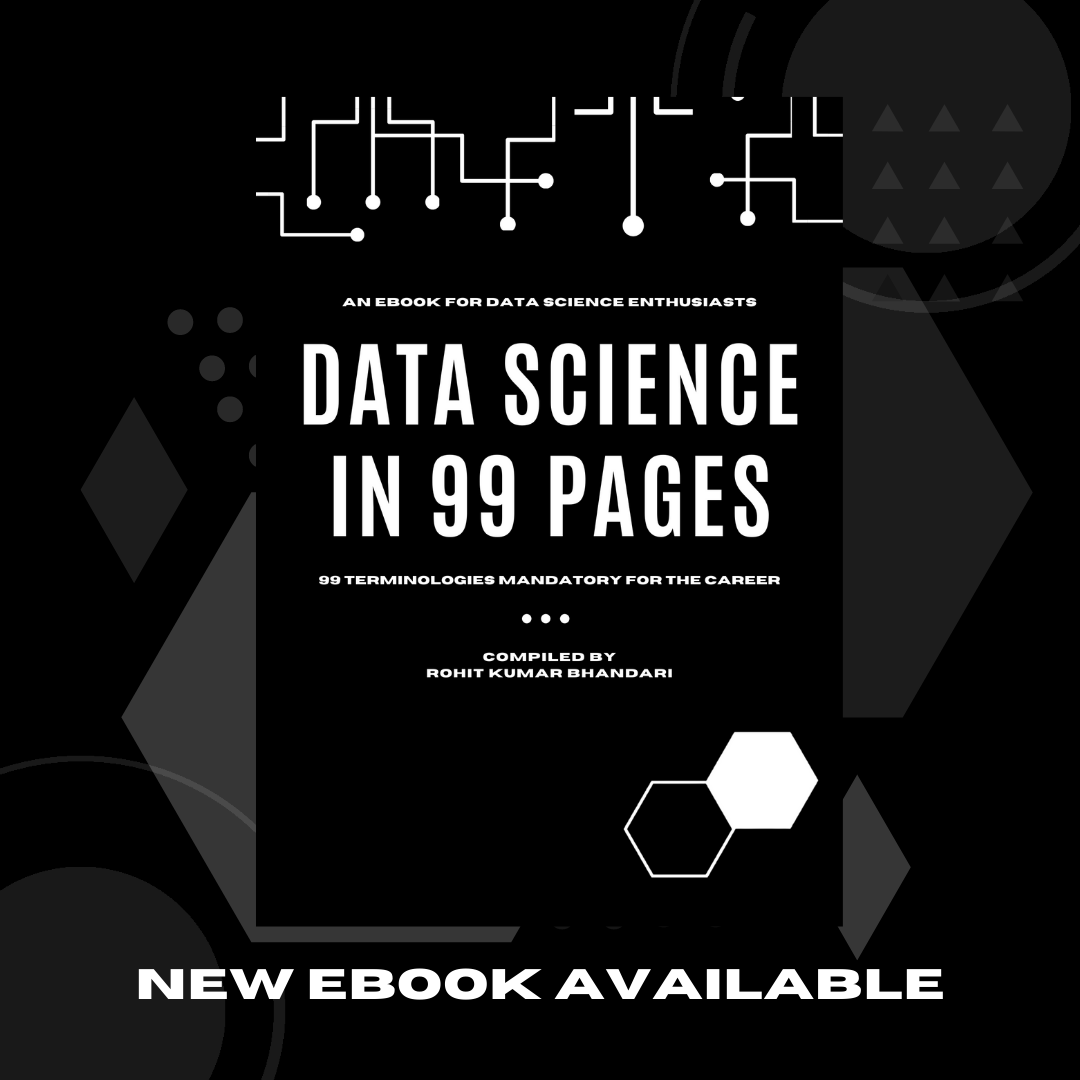 AN EBOOK FOR DATA SCIENCE ENTHUSIASTS
DATA SCIENCE
IN 99 PAGES
99 TERMINOLOGIES MANDATORY FOR THE CAREER
COMPILED BY
ROHIT KUMAR BHANDARI
NEW EBOOK AVAILABLE